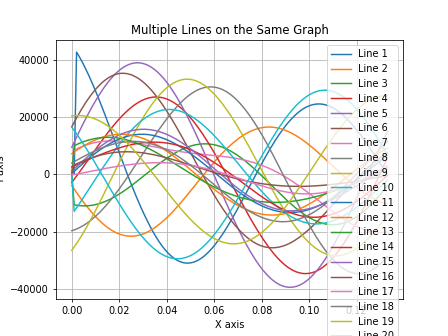 Multiple Lines on the Same Graph
40000
20000
0
−20000
−40000
0.00
0.02
0.04
0.06
0.08
0.10
X axis
axis
Line 1
Line 2
Line 3
Line 4
Line 5
Line 6
Line 7
Line 8
Line 9
Line 10
Line 11
Line 12
Line 13
Line 14
Line 15
Line 16
Line 17
Line 18
Line 19
Line 20